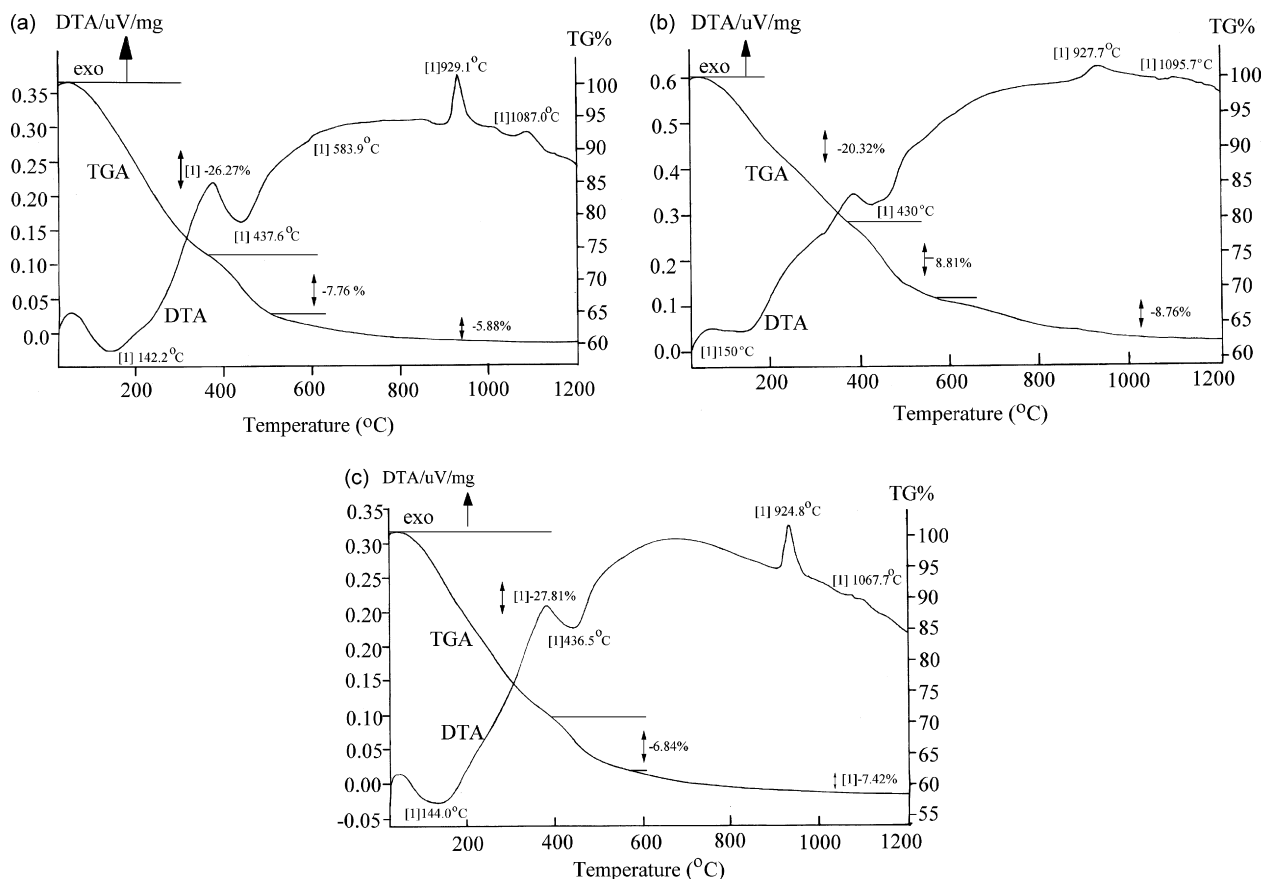 (a)
DTA/uV/mg
TG%
exo
[1]929.1°C
0.35
0.30
0.25
0.20
0.15
0.10
0.05
0.0
[1]1087.0°C
[1] 583.9°C
[1] -26.27%
TGA
[1] 437.6°C
-7.76 %
DTA
-5.88%
[1] 142.2°C
100
95
90
85
80
75
70
65
60
200 400 600 800 1000 1200
Temperature (°C)
(b)
DTA/uV/mg
TG%
exo
[1] 927.7°C
[1]1095.7°C
0.6
0.5
0.4
0.3
0.2
0.1
0.0
-20.32%
TGA
[1] 430°C
8.81%
DTA
-8.76%
[1]150°C
100
95
90
85
80
75
70
65
60
200 400 600 800 1000 1200
Temperature (°C)
(c)
DTA/uV/mg
TG%
exo
[1] 924.8°C
0.35
0.30
0.25
0.20
0.15
0.10
0.05
0.00
-0.05
[1] 1067.7°C
[1]-27.81%
TGA
[1]436.5°C
DTA
-6.84%
[1]-7.42%
[1]144.0°C
100
95
90
85
80
75
70
65
60
55
200 400 600 800 1000 1200
Temperature (°C)